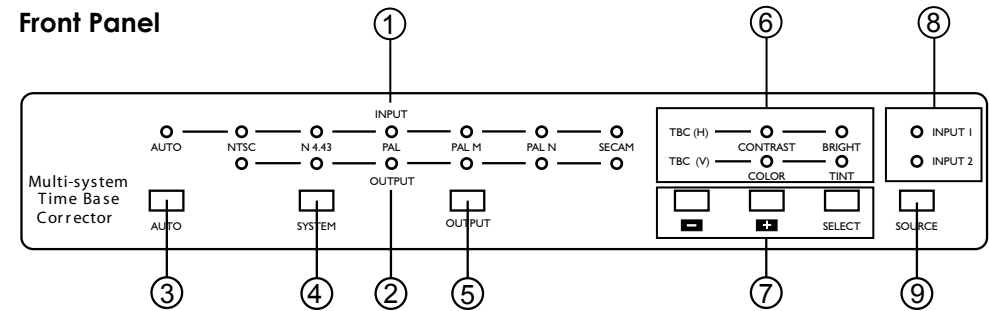 Front Panel
1 6 8
INPUT
AUTO NTSC N 4.43 PAL PAL M PAL N SECAM
OUTPUT
TBC (H) CONTRAST BRIGHT
TBC (V) COLOR TINT
INPUT 1
INPUT 2
Multi-system
Time Base
Corrector
AUTO SYSTEM OUTPUT - + SELECT SOURCE
3 4 2 5 7 9